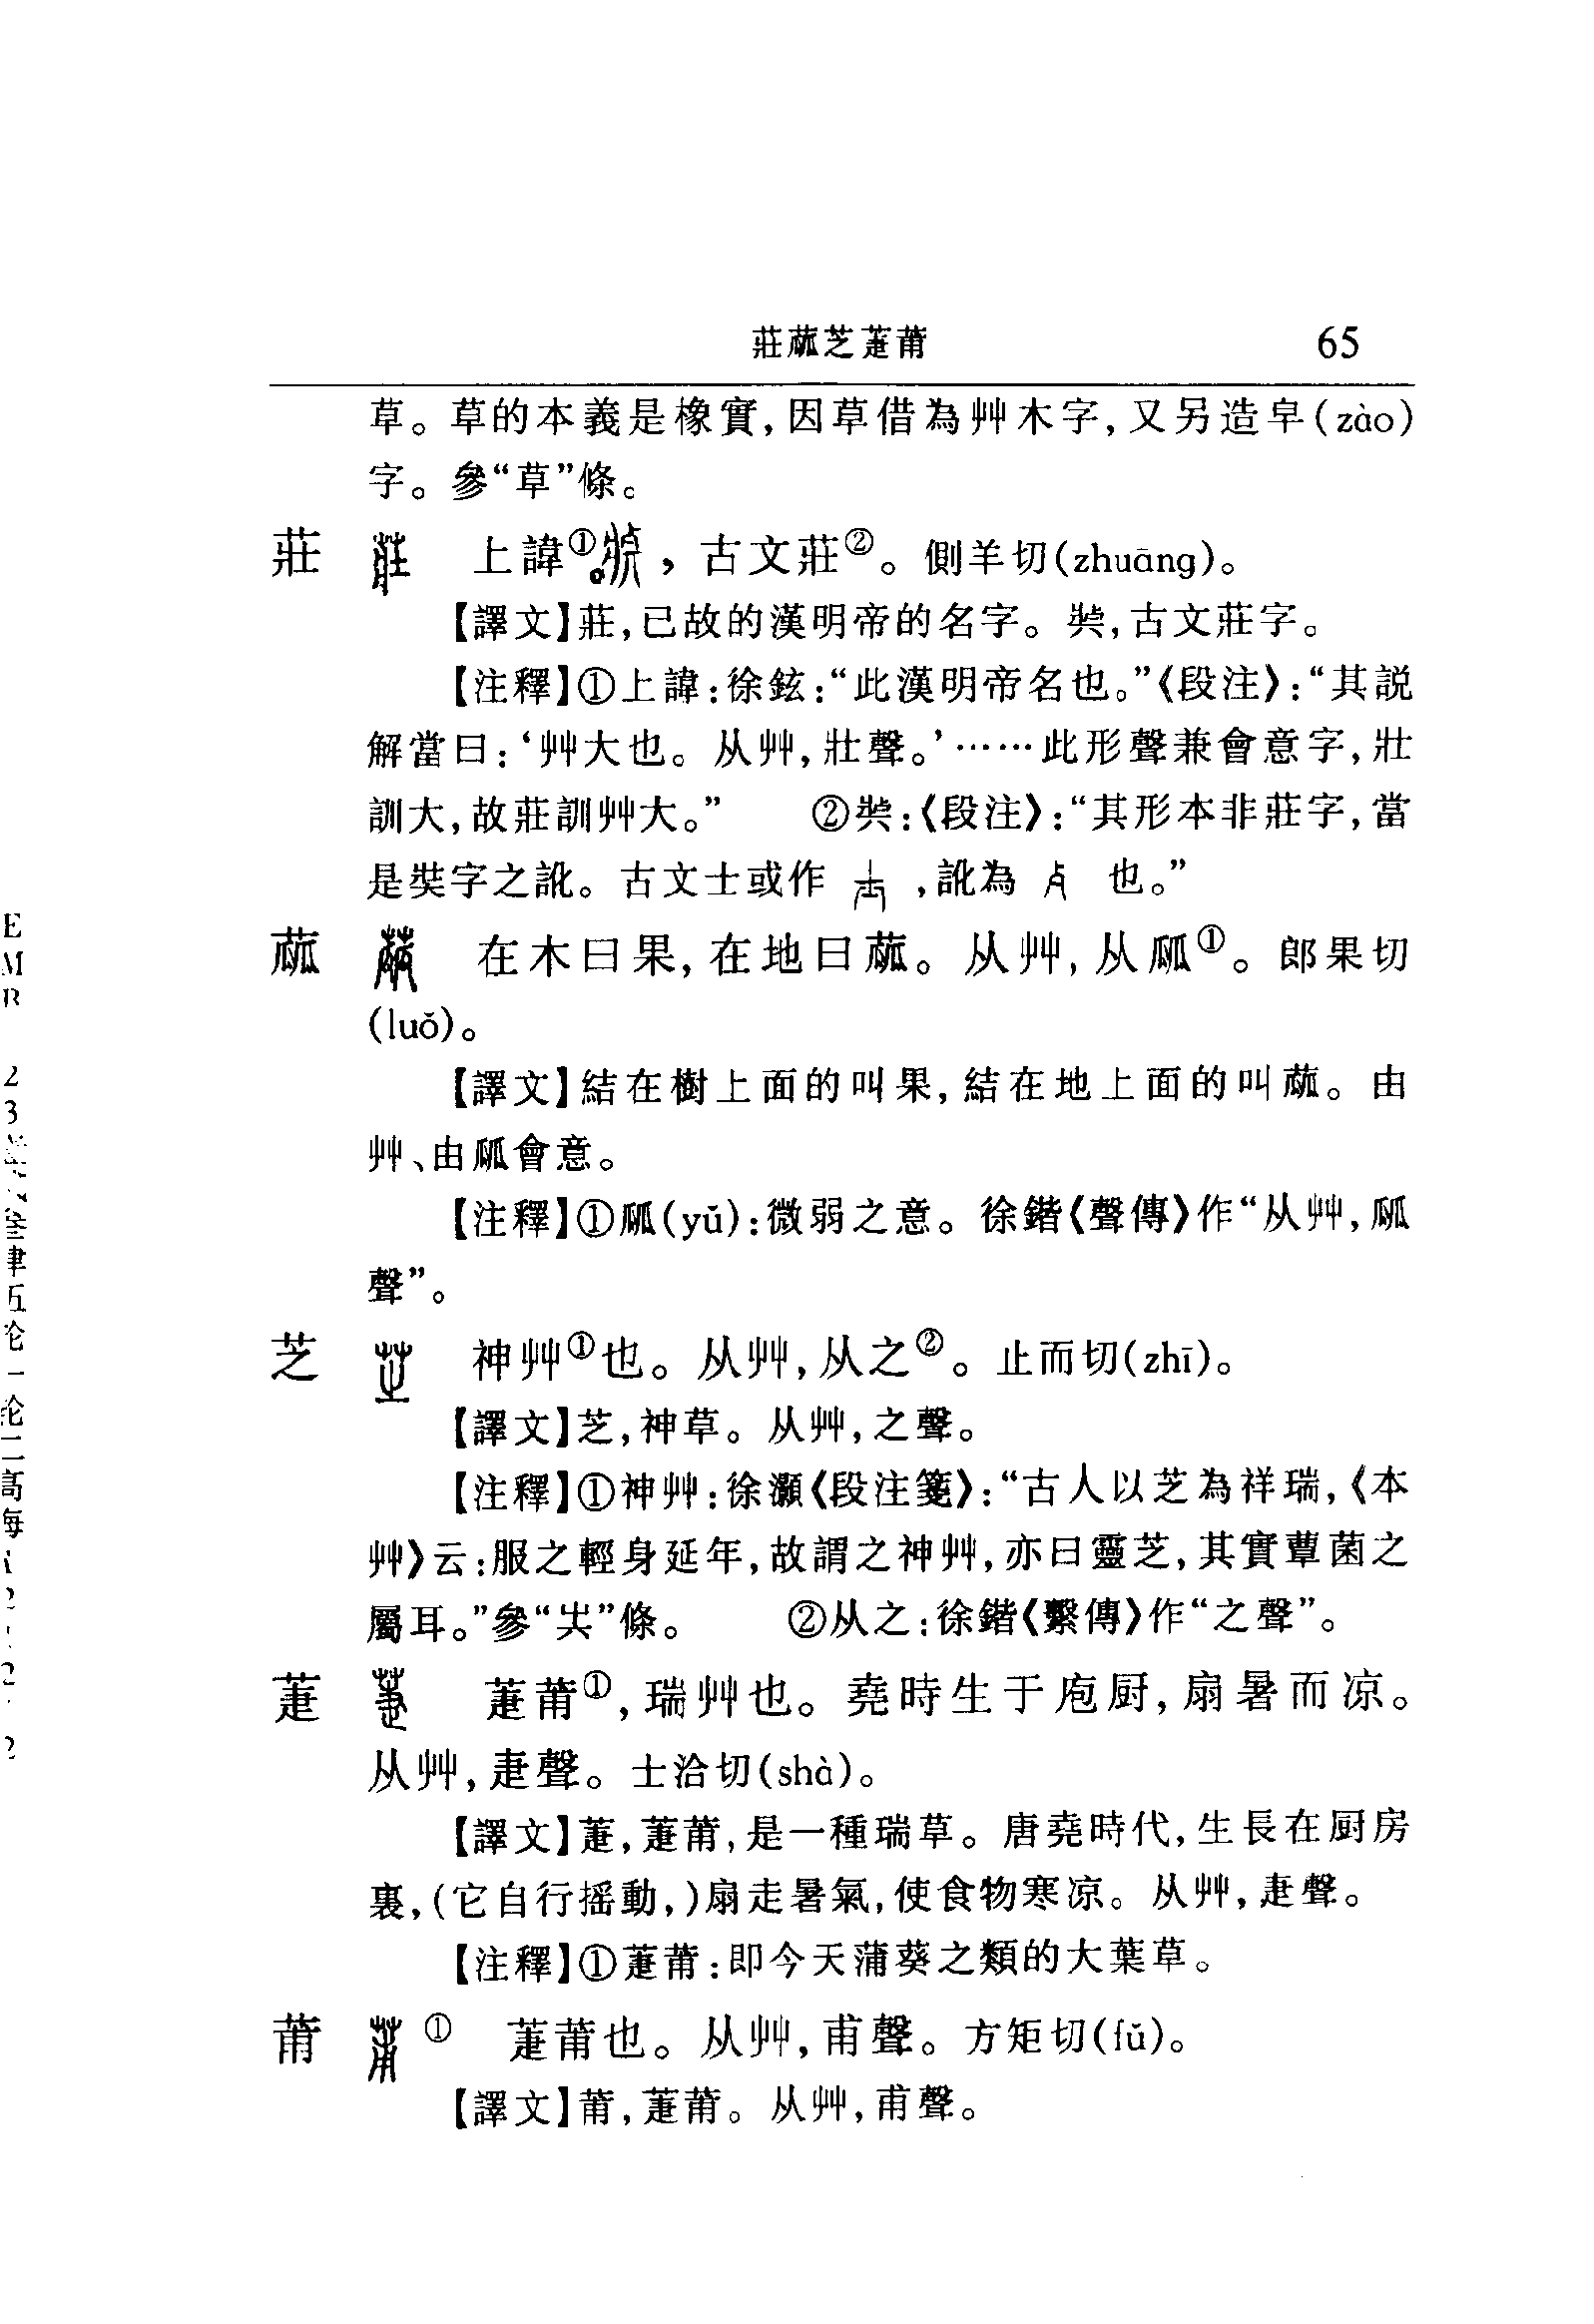 莊蓏芝萐莆 65
草。草的本義是橡實,因草借為艸木字,又另造皁(zào)
字。參“草”條。
莊 上諱①。,古文莊②。側羊切(zhuāng)。
【譯文】莊,已故的漢明帝的名字。𡙳,古文莊字。
【注釋】①上諱:徐鉉:“此漢明帝名也。”《段注》:“其説
解當曰:‘艸大也。从艸,壯聲。’……此形聲兼會意字,壯
訓大,故莊訓艸大。” ②𡙳:《段注》:“其形本非莊字,當
是奘字之訛。古文士或作 ,訛為 也。”
蓏 在木曰果,在地曰蓏。从艸,从㼌①。郎果切
(luǒ)。
【譯文】結在樹上面的叫果,結在地上面的叫蓏。由
艸、由㼌會意。
【注釋】①㼌(yǔ):微弱之意。徐鍇《聲傳》作“从艸,㼌
聲”。
芝 神艸①也。从艸,从之②。止而切(zhī)。
【譯文】芝,神草。从艸,之聲。
【注釋】①神艸:徐灝《段注箋》:“古人以芝為祥瑞,《本
艸》云:服之輕身延年,故謂之神艸,亦曰靈芝,其實蕈菌之
屬耳。”參“𡴆”條。 ②从之:徐鍇《繫傳》作“之聲”。
萐 萐莆①,瑞艸也。堯時生于庖厨,扇暑而凉。
从艸,疌聲。士洽切(shà)。
【譯文】萐,萐莆,是一種瑞草。唐堯時代,生長在厨房
裏,(它自行摇動,)扇走暑氣,使食物寒凉。从艸,疌聲。
【注釋】①萐莆:即今天蒲葵之類的大葉草。
莆 ① 萐莆也。从艸,甫聲。方矩切(fǔ)。
【譯文】莆,萐莆。从艸,甫聲。